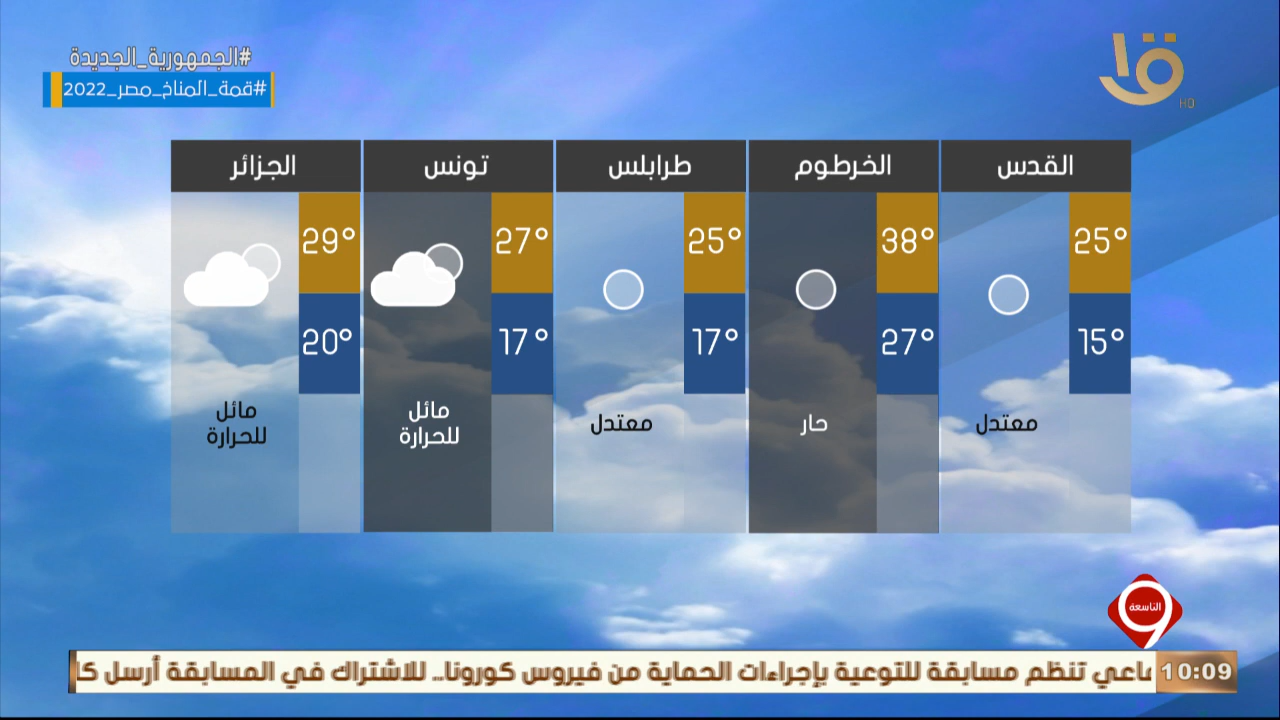 #الجمهورية_الجديدة
#قمة_المناخ_مصر_2022
HD
القدس
25°
15°
معتدل
الخرطوم
38°
27°
حار
طرابلس
25°
17°
معتدل
تونس
27°
17°
مائل
للحرارة
الجزائر
29°
20°
مائل
للحرارة
التاسعة
9
10:09
ماعي تنظم مسابقة للتوعية بإجراءات الحماية من فيروس كورونا.. للاشتراك في المسابقة أرسل كا